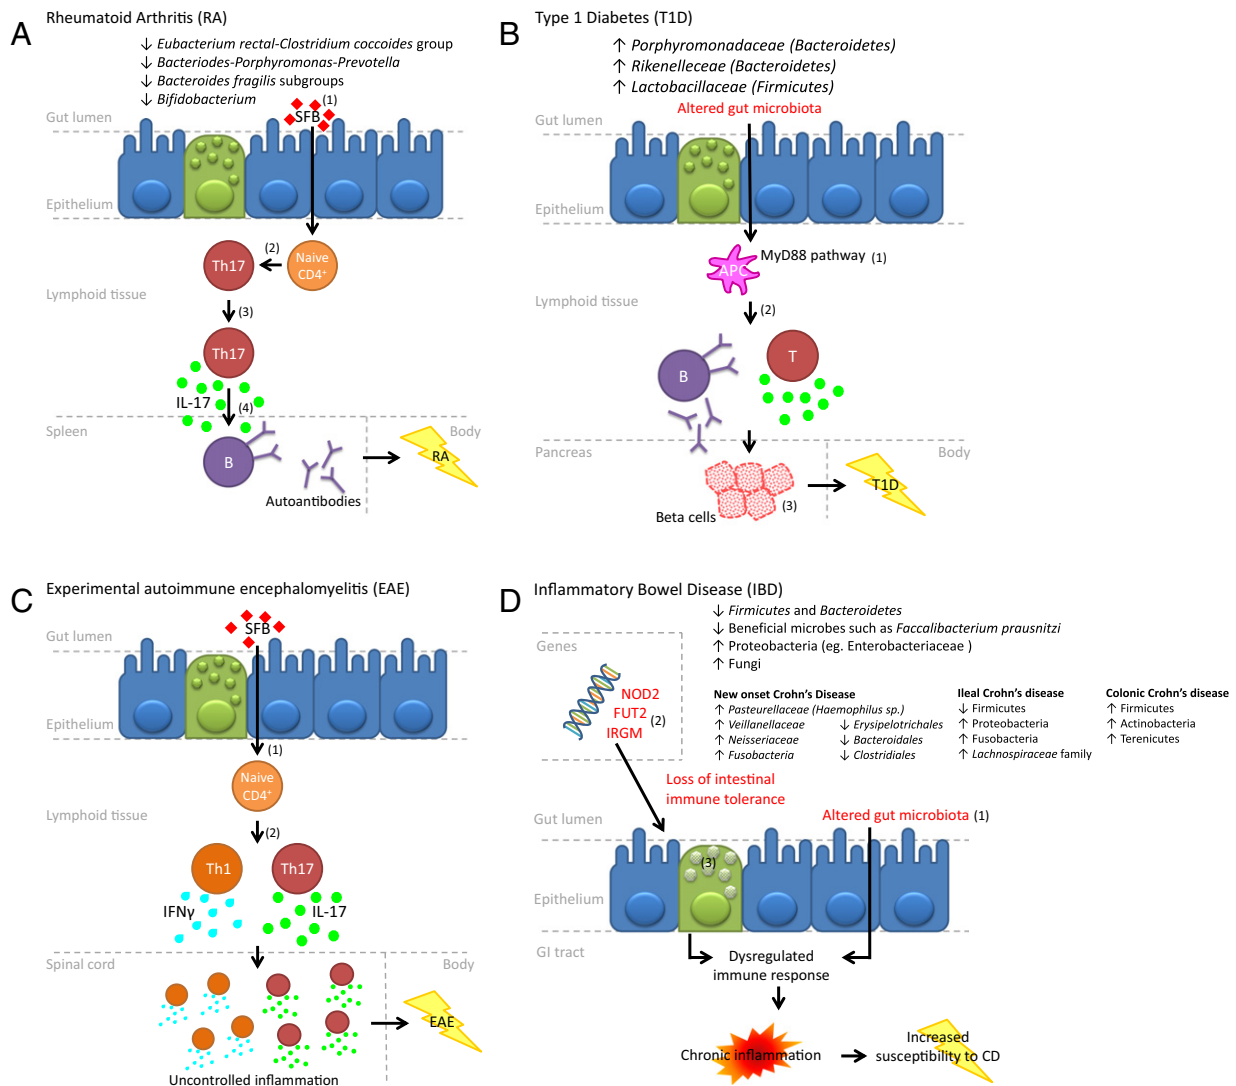 A
Rheumatoid Arthritis (RA)
↓ Eubacterium rectal-Clostridium coccoides group
↓ Bacteriodes-Porphyromonas-Prevotella
↓ Bacteroides fragilis subgroups
↓ Bifidobacterium
(1)
SFB
Gut lumen
Epithelium
Lymphoid tissue
Naive
CD4+
(2)
Th17
(3)
Th17
IL-17
(4)
Spleen
Body
B
Autoantibodies
RA
B
Type 1 Diabetes (T1D)
↑ Porphyromonadaceae (Bacteroidetes)
↑ Rikenelleceae (Bacteroidetes)
↑ Lactobacillaceae (Firmicutes)
Altered gut microbiota
Gut lumen
Epithelium
APC
MyD88 pathway (1)
Lymphoid tissue
(2)
B
T
Pancreas
Body
Beta cells
(3)
T1D
C
Experimental autoimmune encephalomyelitis (EAE)
SFB
Gut lumen
Epithelium
(1)
Naive
CD4+
Lymphoid tissue
(2)
Th1
Th17
IFNγ
IL-17
Spinal cord
Body
EAE
Uncontrolled inflammation
D
Inflammatory Bowel Disease (IBD)
↓ Firmicutes and Bacteroidetes
↓ Beneficial microbes such as Faccalibacterium prausnitzi
↑ Proteobacteria (eg. Enterobacteriaceae )
↑ Fungi
Genes
NOD2
FUT2
IRGM
(2)
New onset Crohn's Disease
↑ Pasteurellaceae (Haemophilus sp.)
↑ Veillanellaceae
↓ Erysipelotrichales
↑ Neisseriaceae
↓ Bacteroidales
↑ Fusobacteria
↓ Clostridiales
Ileal Crohn's disease
↓ Firmicutes
↑ Proteobacteria
↑ Fusobacteria
↑ Lachnospiraceae family
Colonic Crohn's disease
↑ Firmicutes
↑ Actinobacteria
↑ Terenicutes
Loss of intestinal
immune tolerance
Altered gut microbiota (1)
Gut lumen
(3)
Epithelium
GI tract
Dysregulated
immune response
Chronic inflammation
Increased
susceptibility to CD